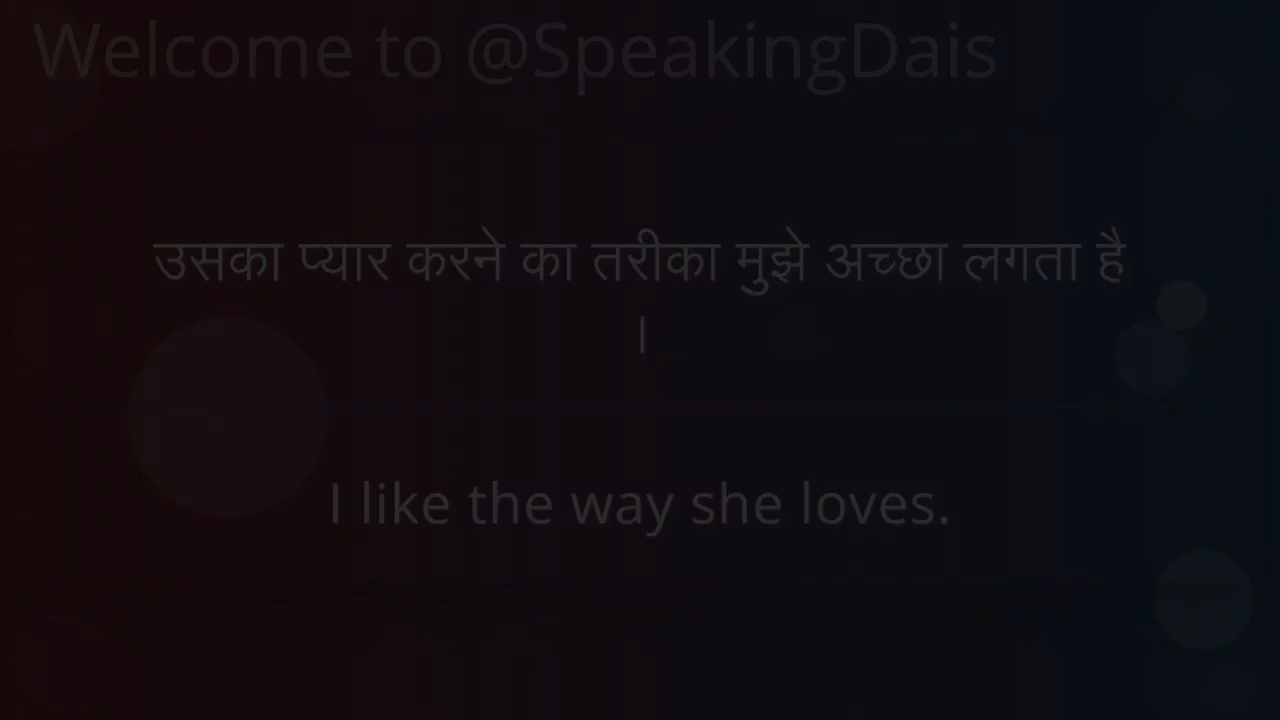 Welcome to @SpeakingDais
उसका प्यार करने का तरीका मुझे अच्छा लगता है
।
I like the way she loves.